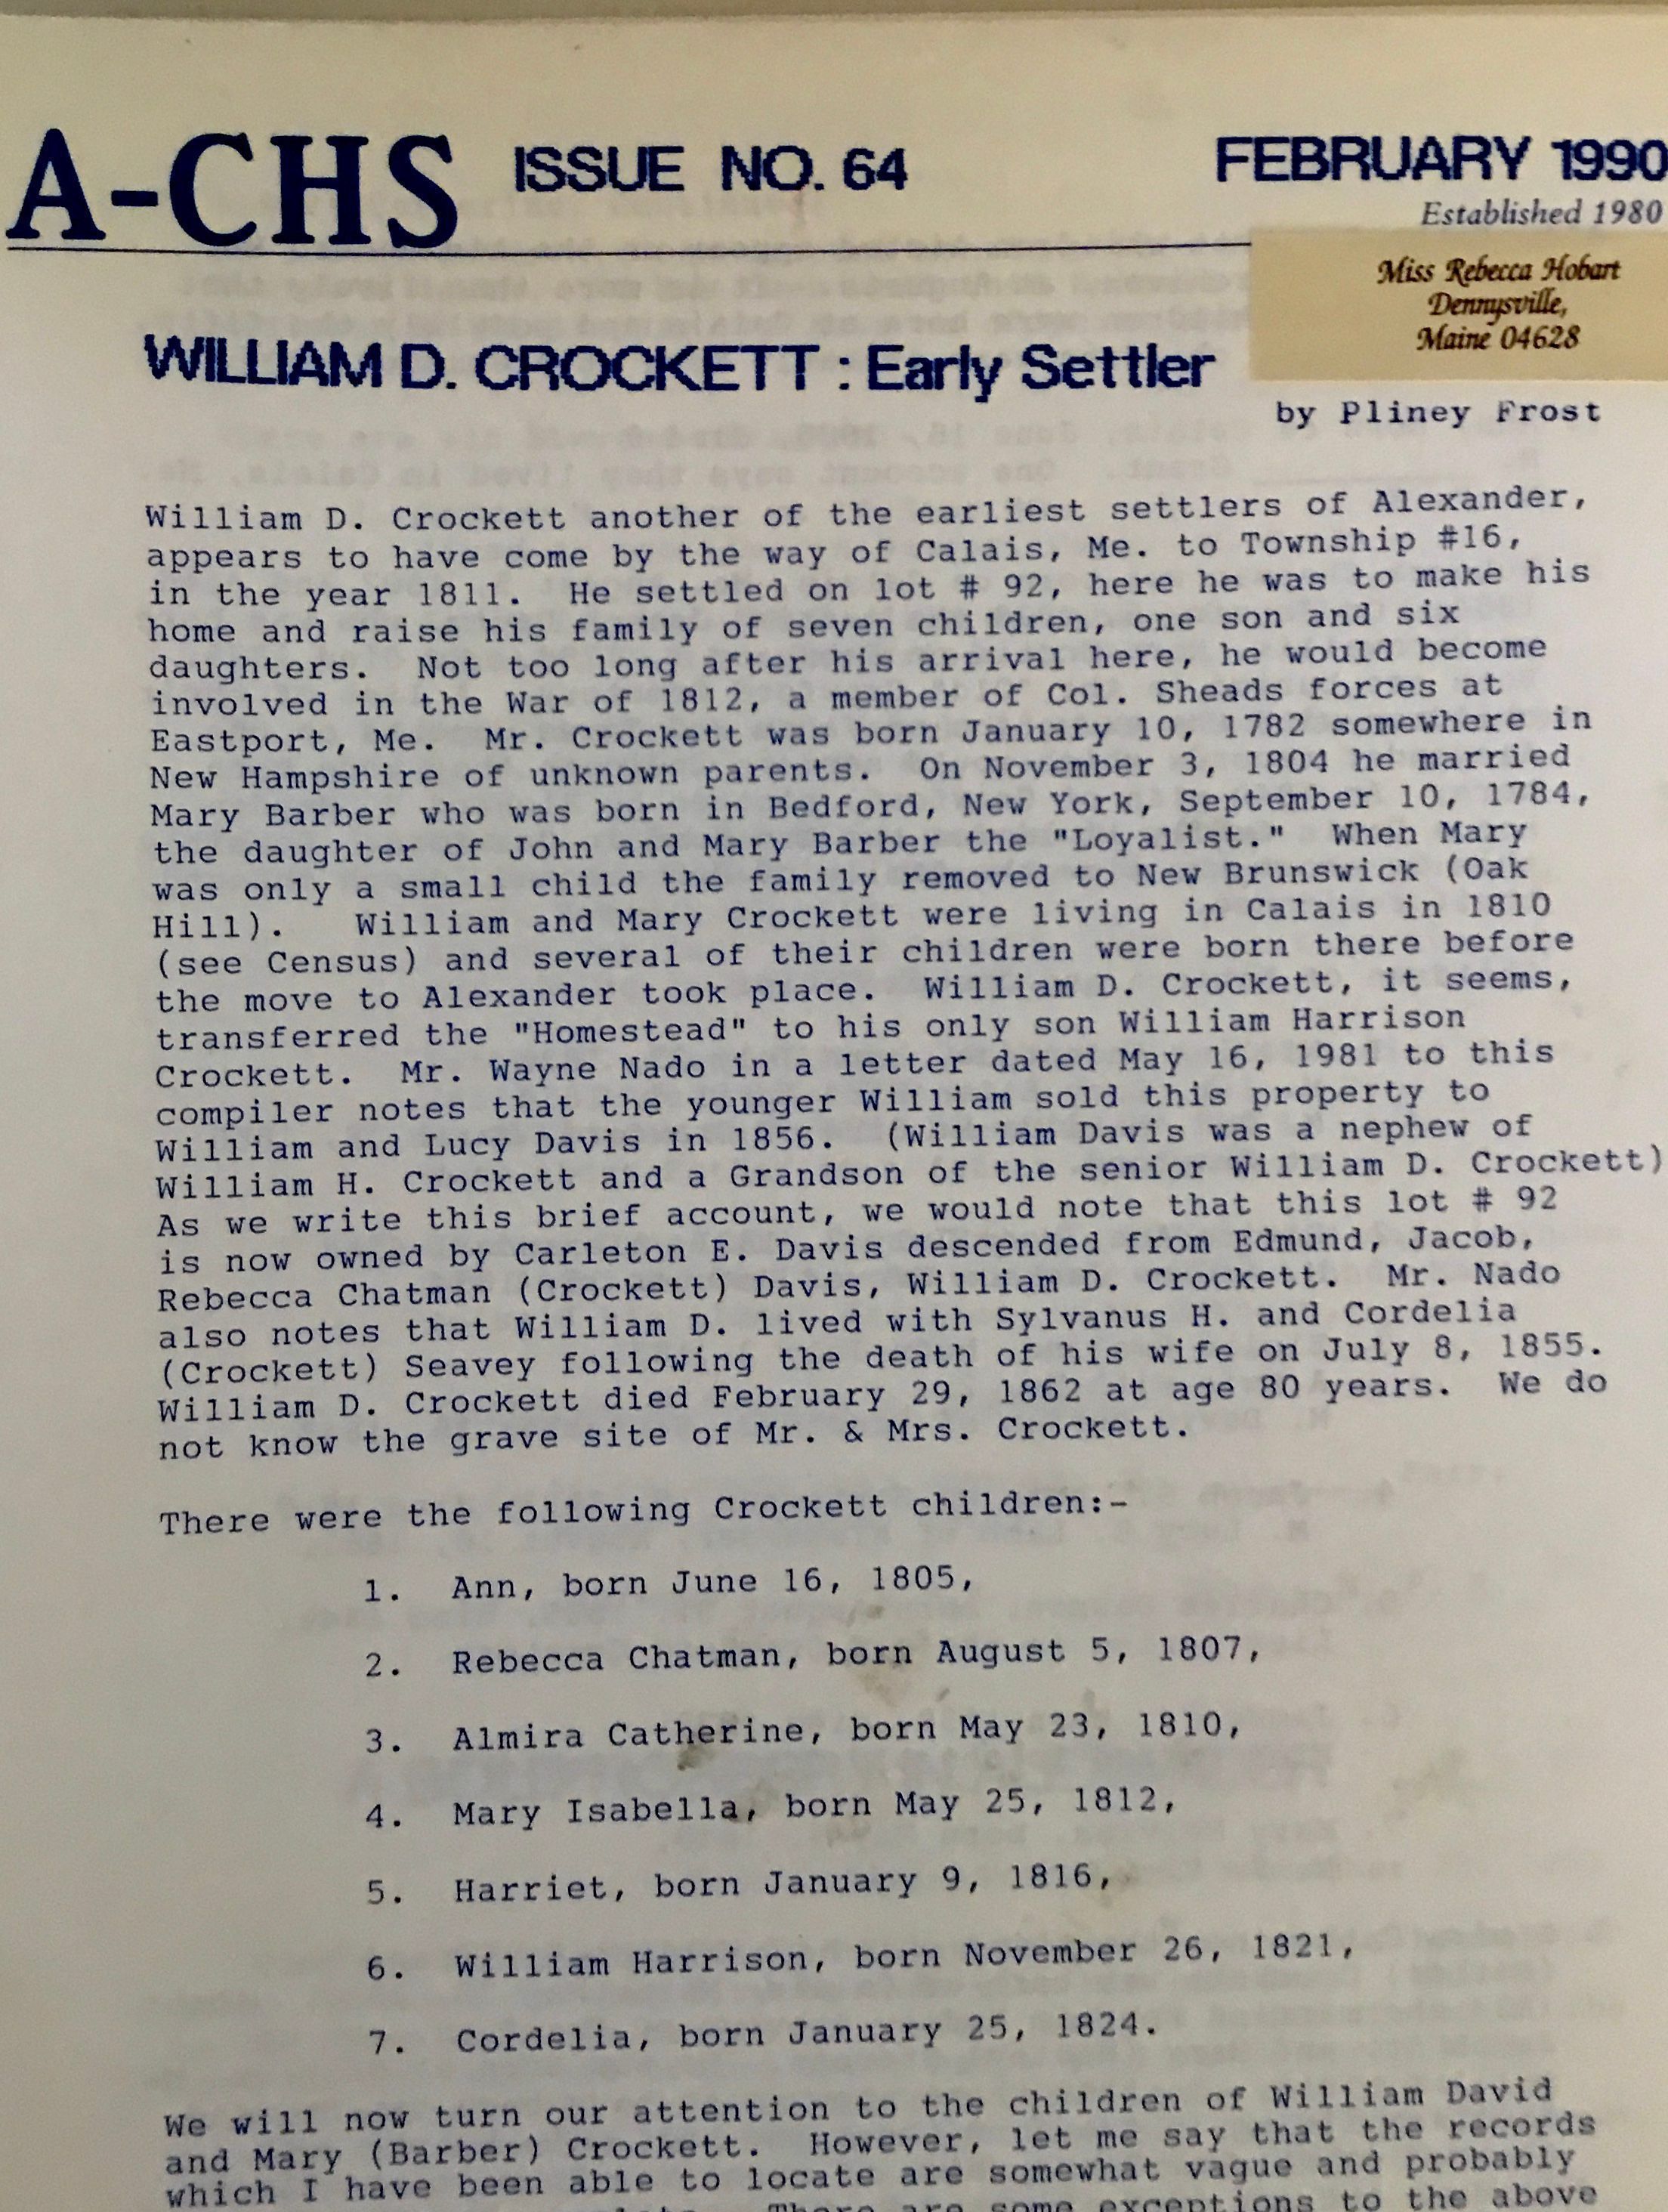 A-CHS ISSUE NO. 64 FEBRUARY 1990
Established 1980
Miss Rebecca Hobart
Dennysville,
Maine 04628
WILLIAM D. CROCKETT : Early Settler
by Pliney Frost
William D. Crockett another of the earliest settlers of Alexander,
appears to have come by the way of Calais, Me. to Township #16,
in the year 1811. He settled on lot # 92, here he was to make his
home and raise his family of seven children, one son and six
daughters. Not too long after his arrival here, he would become
involved in the War of 1812, a member of Col. Sheads forces at
Eastport, Me. Mr. Crockett was born January 10, 1782 somewhere in
New Hampshire of unknown parents. On November 3, 1804 he married
Mary Barber who was born in Bedford, New York, September 10, 1784,
the daughter of John and Mary Barber the "Loyalist." When Mary
was only a small child the family removed to New Brunswick (Oak
Hill). William and Mary Crockett were living in Calais in 1810
(see Census) and several of their children were born there before
the move to Alexander took place. William D. Crockett, it seems,
transferred the "Homestead" to his only son William Harrison
Crockett. Mr. Wayne Nado in a letter dated May 16, 1981 to this
compiler notes that the younger William sold this property to
William and Lucy Davis in 1856. (William Davis was a nephew of
William H. Crockett and a Grandson of the senior William D. Crockett)
As we write this brief account, we would note that this lot # 92
is now owned by Carleton E. Davis descended from Edmund, Jacob,
Rebecca Chatman (Crockett) Davis, William D. Crockett. Mr. Nado
also notes that William D. lived with Sylvanus H. and Cordelia
(Crockett) Seavey following the death of his wife on July 8, 1855.
William D. Crockett died February 29, 1862 at age 80 years. We do
not know the grave site of Mr. & Mrs. Crockett.
There were the following Crockett children:-
1. Ann, born June 16, 1805,
2. Rebecca Chatman, born August 5, 1807,
3. Almira Catherine, born May 23, 1810,
4. Mary Isabella, born May 25, 1812,
5. Harriet, born January 9, 1816,
6. William Harrison, born November 26, 1821,
7. Cordelia, born January 25, 1824.
We will now turn our attention to the children of William David
and Mary (Barber) Crockett. However, let me say that the records
which I have been able to locate are somewhat vague and probably
There are some exceptions to the above